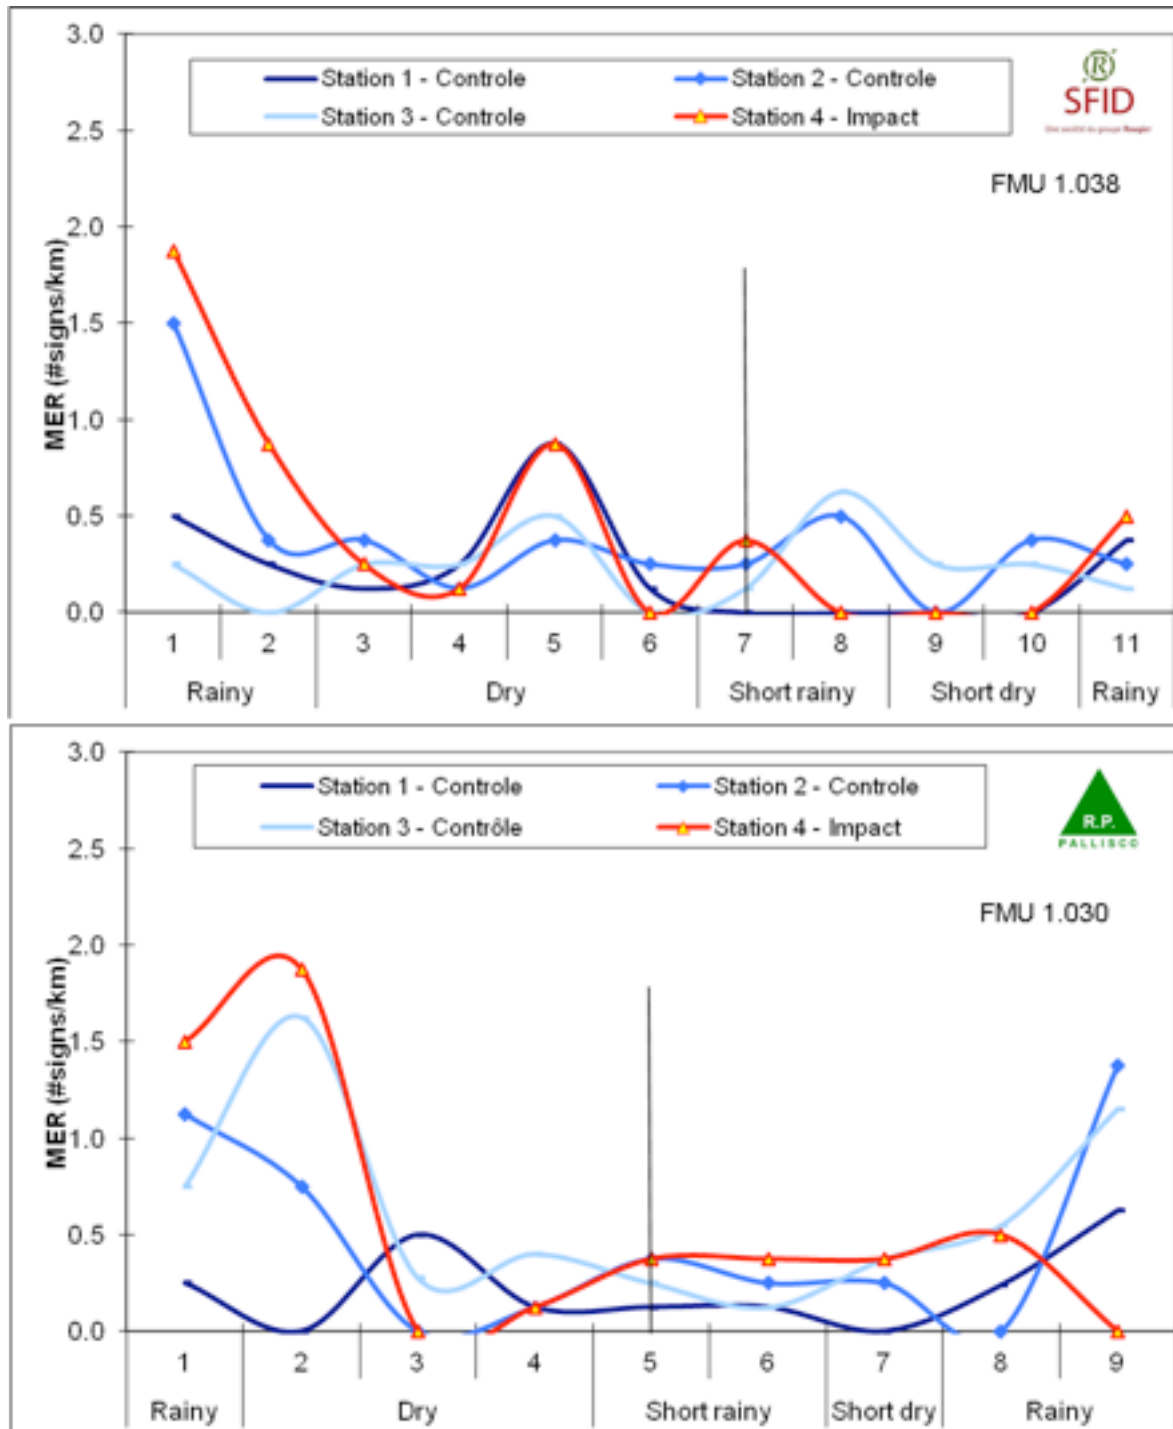 3.0
Station 1 - Controle
Station 2 - Controle
Station 3 - Controle
Station 4 - Impact
R
SFID
Une société du groupe Rougier
2.5
FMU 1.038
2.0
1.5
1.0
0.5
0.0
MER (#signs/km)
1 2 3 4 5 6 7 8 9 10 11
Rainy Dry Short rainy Short dry Rainy
3.0
Station 1 - Controle
Station 2 - Controle
Station 3 - Contrôle
Station 4 - Impact
R.P.
PALLISCO
2.5
FMU 1.030
2.0
1.5
1.0
0.5
0.0
MER (#signs/km)
1 2 3 4 5 6 7 8 9
Rainy Dry Short rainy Short dry Rainy